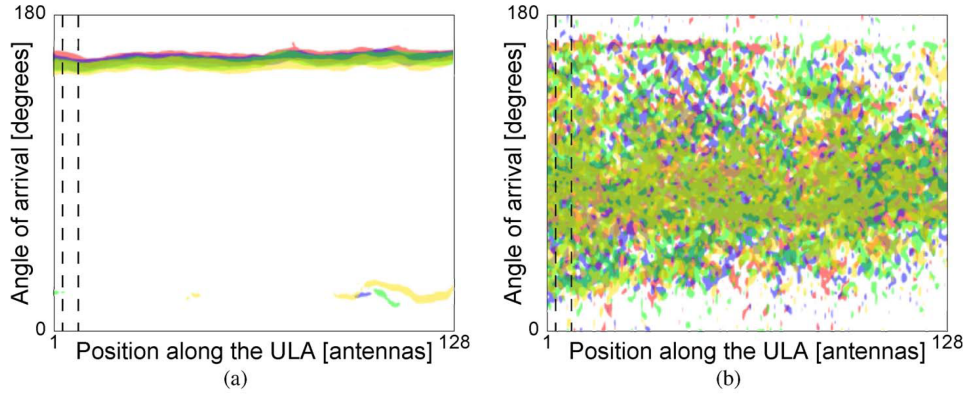 180
Angle of arrival [degrees]
0
1
Position along the ULA [antennas]
128
(a)
180
Angle of arrival [degrees]
0
1
Position along the ULA [antennas]
128
(b)